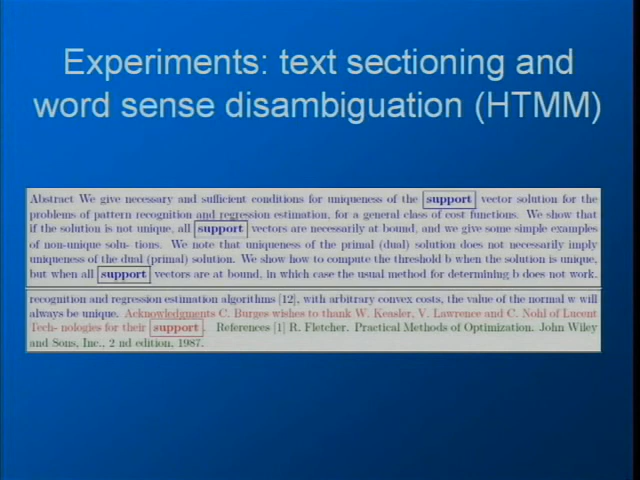 Experiments: text sectioning and
word sense disambiguation (HTMM)
Abstract We give necessary and sufficient conditions for uniqueness of the support vector solution for the
problems of pattern recognition and regression estimation, for a general class of cost functions. We show that
if the solution is not unique, all support vectors are necessarily at bound, and we give some simple examples
of non-unique solu- tions. We note that uniqueness of the primal (dual) solution does not necessarily imply
uniqueness of the dual (primal) solution. We show how to compute the threshold b when the solution is unique,
but when all support vectors are at bound, in which case the usual method for determining b does not work.
recognition and regression estimation algorithms [12], with arbitrary convex costs, the value of the normal w will
always be unique. Acknowledgments C. Burges wishes to thank W. Keasler, V. Lawrence and C. Nohl of Lucent
Tech- nologies for their support. References [1] R. Fletcher. Practical Methods of Optimization. John Wiley
and Sons, Inc., 2 nd edition, 1987.